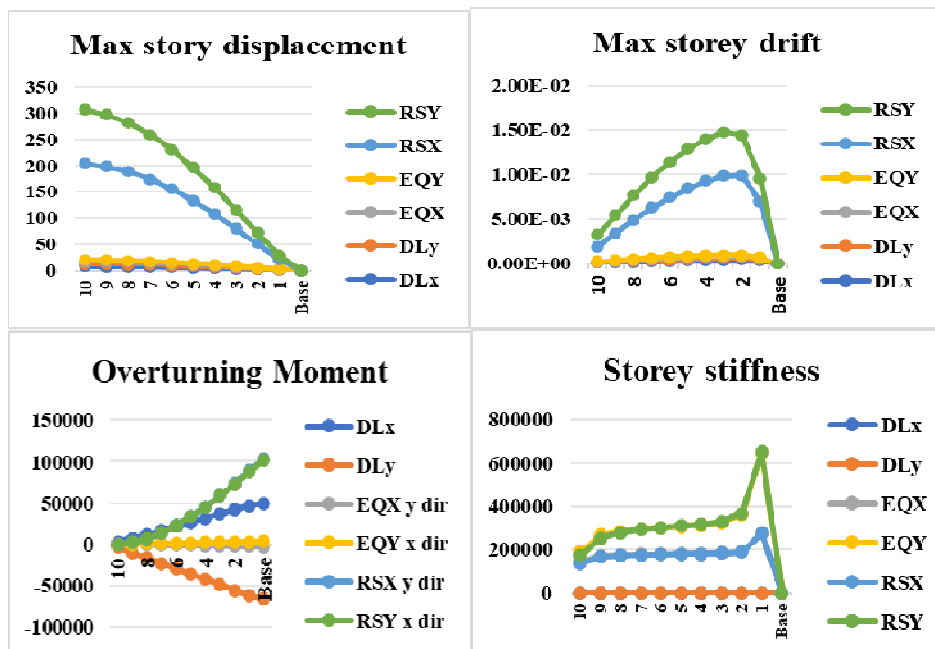 Max story displacement
350
300
250
200
150
100
50
0
10
9
8
7
6
5
4
3
2
1
Base
RSY
RSX
EQY
EQX
DLy
DLx
Max storey drift
2.00E-02
1.50E-02
1.00E-02
5.00E-03
0.00E+00
10
8
6
4
2
Base
RSY
RSX
EQY
EQX
DLy
DLx
Overturning Moment
150000
100000
50000
0
-50000
-100000
10
8
6
4
2
Base
DLx
DLy
EQX y dir
EQY x dir
RSX y dir
RSY x dir
Storey stiffness
800000
600000
400000
200000
0
10
9
8
7
6
5
4
3
2
1
Base
DLx
DLy
EQX
EQY
RSX
RSY